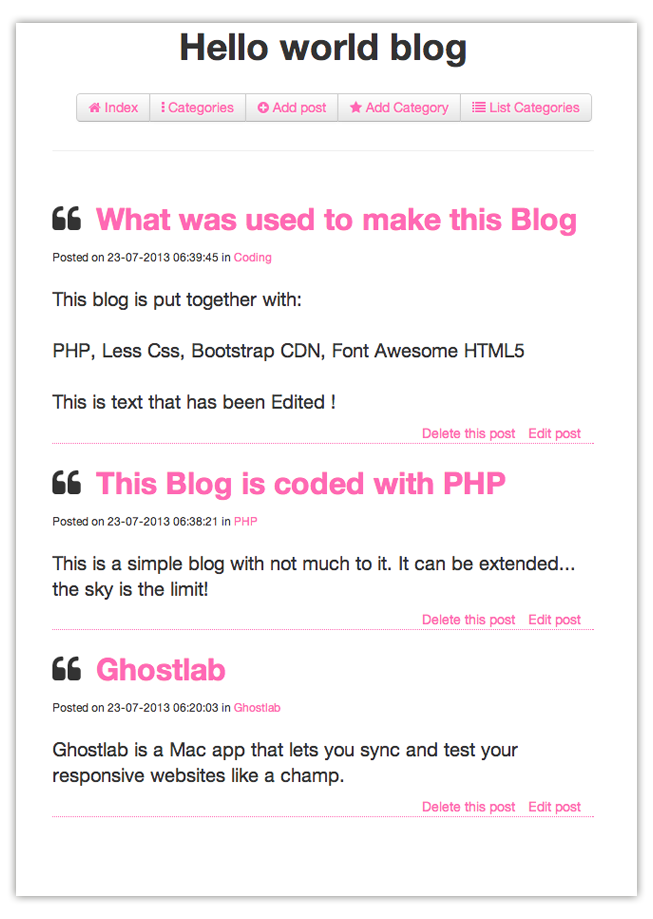 Hello world blog
Index Categories Add post Add Category List Categories
What was used to make this Blog
Posted on 23-07-2013 06:39:45 in Coding
This blog is put together with:
PHP, Less Css, Bootstrap CDN, Font Awesome HTML5
This is text that has been Edited !
Delete this post Edit post
This Blog is coded with PHP
Posted on 23-07-2013 06:38:21 in PHP
This is a simple blog with not much to it. It can be extended...
the sky is the limit!
Delete this post Edit post
Ghostlab
Posted on 23-07-2013 06:20:03 in Ghostlab
Ghostlab is a Mac app that lets you sync and test your
responsive websites like a champ.
Delete this post Edit post